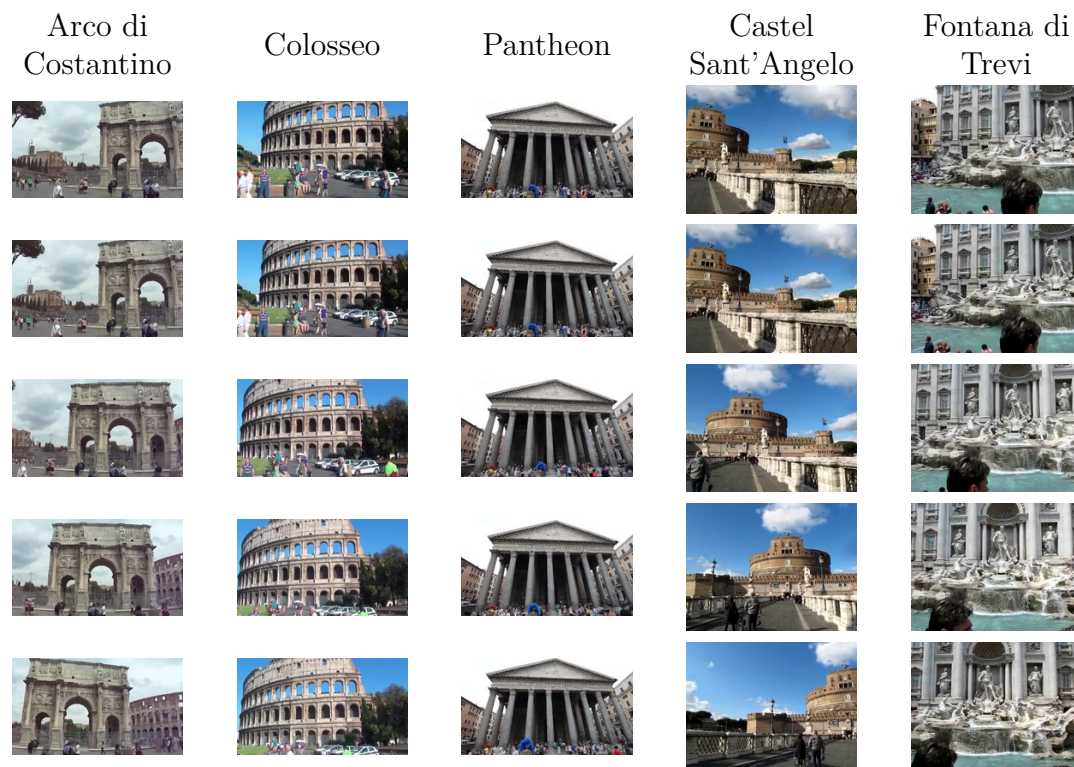 Arco di
Costantino
Colosseo
Pantheon
Castel
Sant'Angelo
Fontana di
Trevi